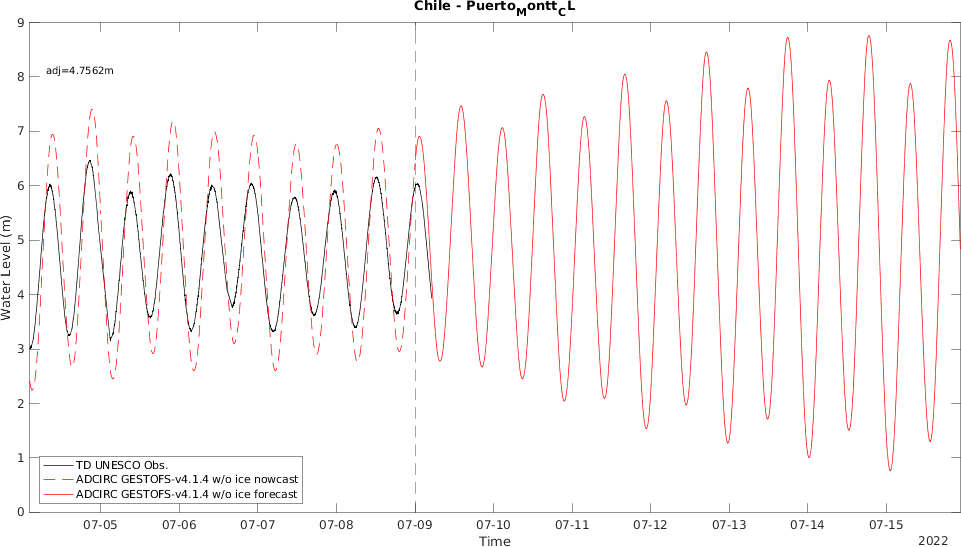 Chile - Puerto_Montt_CL
9
adj=4.7562m
8
7
6
5
4
3
2
1
0
Water Level (m)
TD UNESCO Obs.
ADCIRC GESTOFS-v4.1.4 w/o ice nowcast
ADCIRC GESTOFS-v4.1.4 w/o ice forecast
07-05 07-06 07-07 07-08 07-09 07-10 07-11 07-12 07-13 07-14 07-15
Time
2022